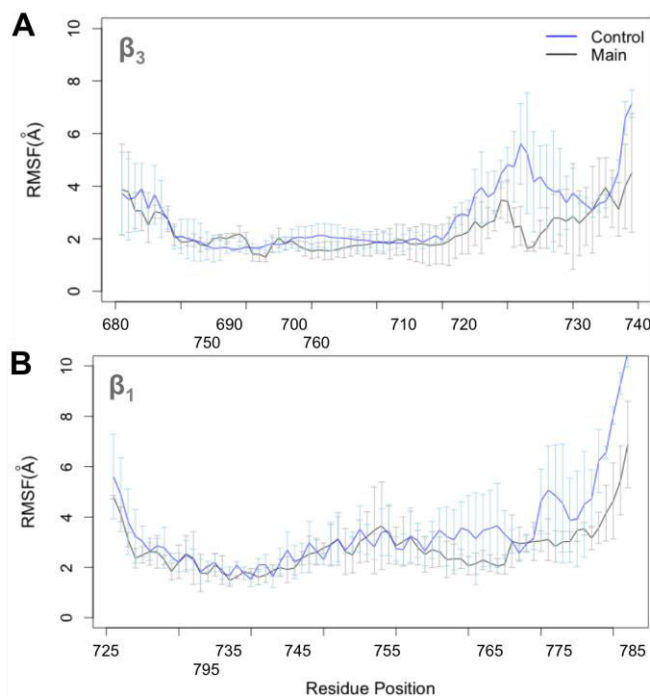 A
β3
Control
Main
RMSF(Å)
10
8
6
4
2
0
680 690 700 710 720 730 740
750 760
B
β1
RMSF(Å)
10
8
6
4
2
0
725 735 745 755 765 775 785
795
Residue Position